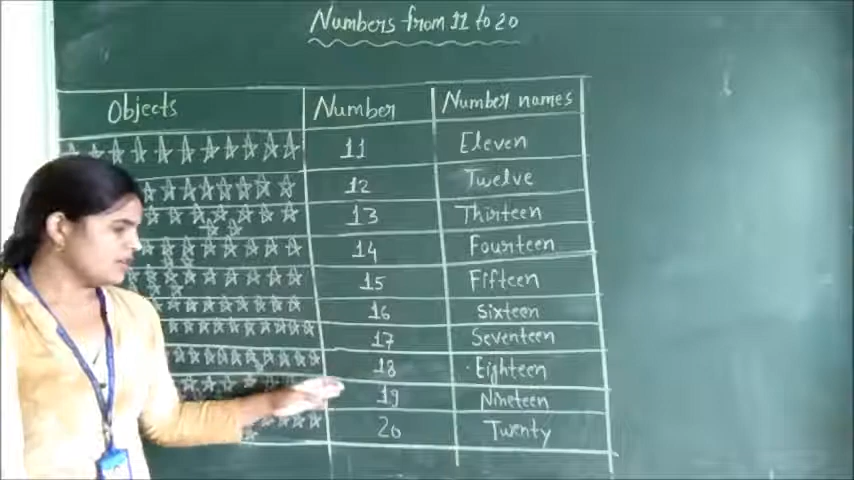 Numbers from 11 to 20
Objects Number Number names
11 Eleven
12 Twelve
13 Thirteen
14 Fourteen
15 Fifteen
16 Sixteen
17 Seventeen
18 Eighteen
19 Nineteen
20 Twenty